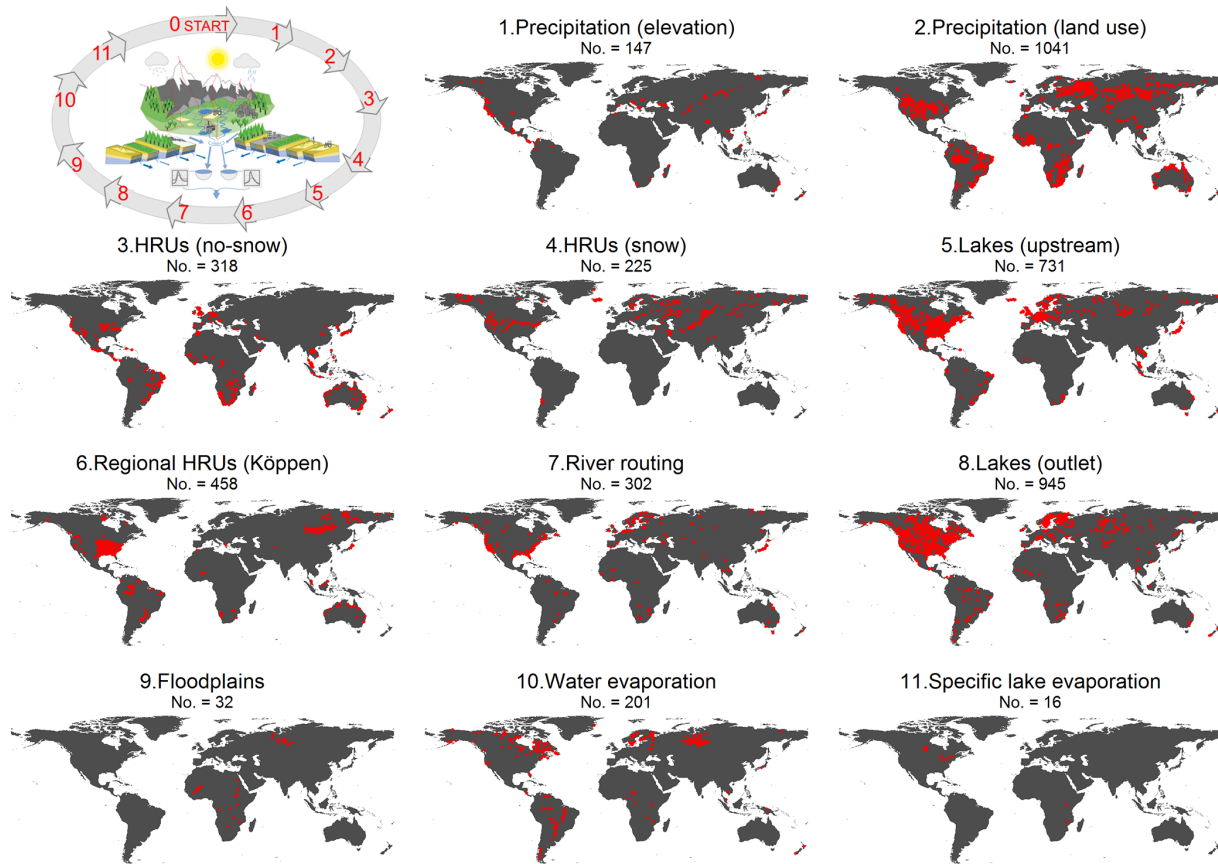 0 START
1
2
3
4
5
6
7
8
9
10
11
1.Precipitation (elevation)
No. = 147
2.Precipitation (land use)
No. = 1041
3.HRUs (no-snow)
No. = 318
4.HRUs (snow)
No. = 225
5.Lakes (upstream)
No. = 731
6.Regional HRUs (Köppen)
No. = 458
7.River routing
No. = 302
8.Lakes (outlet)
No. = 945
9.Floodplains
No. = 32
10.Water evaporation
No. = 201
11.Specific lake evaporation
No. = 16